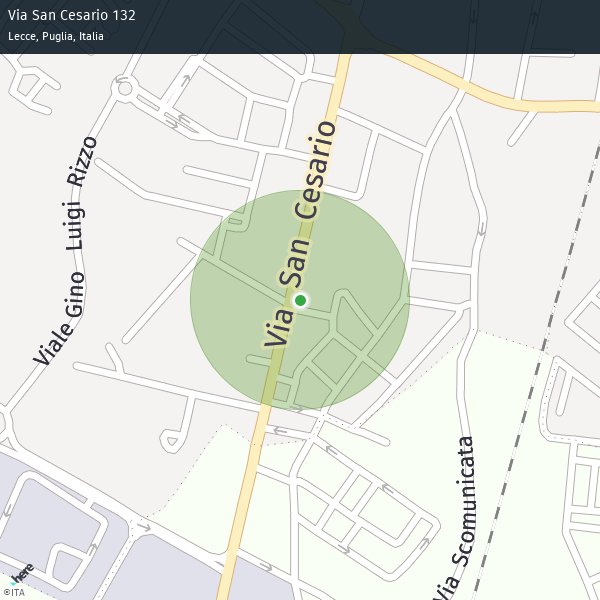 Via San Cesario 132
Lecce, Puglia, Italia
Via San Cesario
Viale Gino Luigi Rizzo
Via Scomunicata
here
©ITA